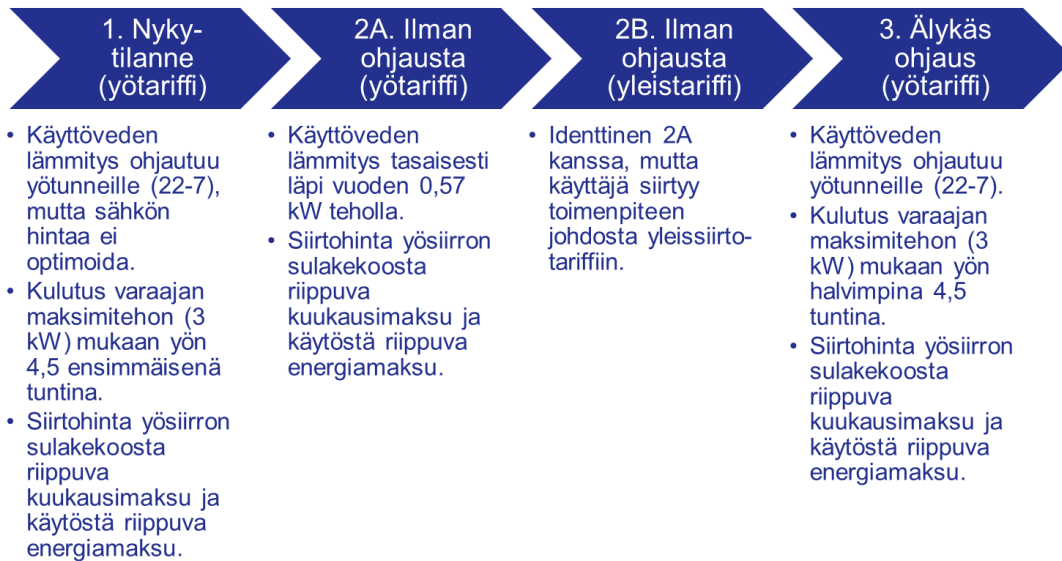 1. Nyky-
tilanne
(yötariffi)
• Käyttöveden
lämmitys ohjautuu
yötunneille (22-7),
mutta sähkön
hintaa ei
optimoida.
• Kulutus varaajan
maksimitehon (3
kW) mukaan yön
4,5 ensimmäisenä
tuntina.
• Siirtohinta yösiirron
sulakekoosta
riippuva
kuukausimaksu ja
käytöstä riippuva
energiamaksu.
2A. Ilman
ohjausta
(yötariffi)
• Käyttöveden
lämmitys tasaisesti
läpi vuoden 0,57
kW teholla.
• Siirtohinta yösiirron
sulakekoosta
riippuva
kuukausimaksu ja
käytöstä riippuva
energiamaksu.
2B. Ilman
ohjausta
(yleistariffi)
• Identtinen 2A
kanssa, mutta
käyttäjä siirtyy
toimenpiteen
johdosta yleissiirto-
tariffiin.
3. Älykäs
ohjaus
(yötariffi)
• Käyttöveden
lämmitys ohjautuu
yötunneille (22-7).
• Kulutus varaajan
maksimitehon (3
kW) mukaan yön
halvimpina 4,5
tuntina.
• Siirtohinta yösiirron
sulakekoosta
riippuva
kuukausimaksu ja
käytöstä riippuva
energiamaksu.